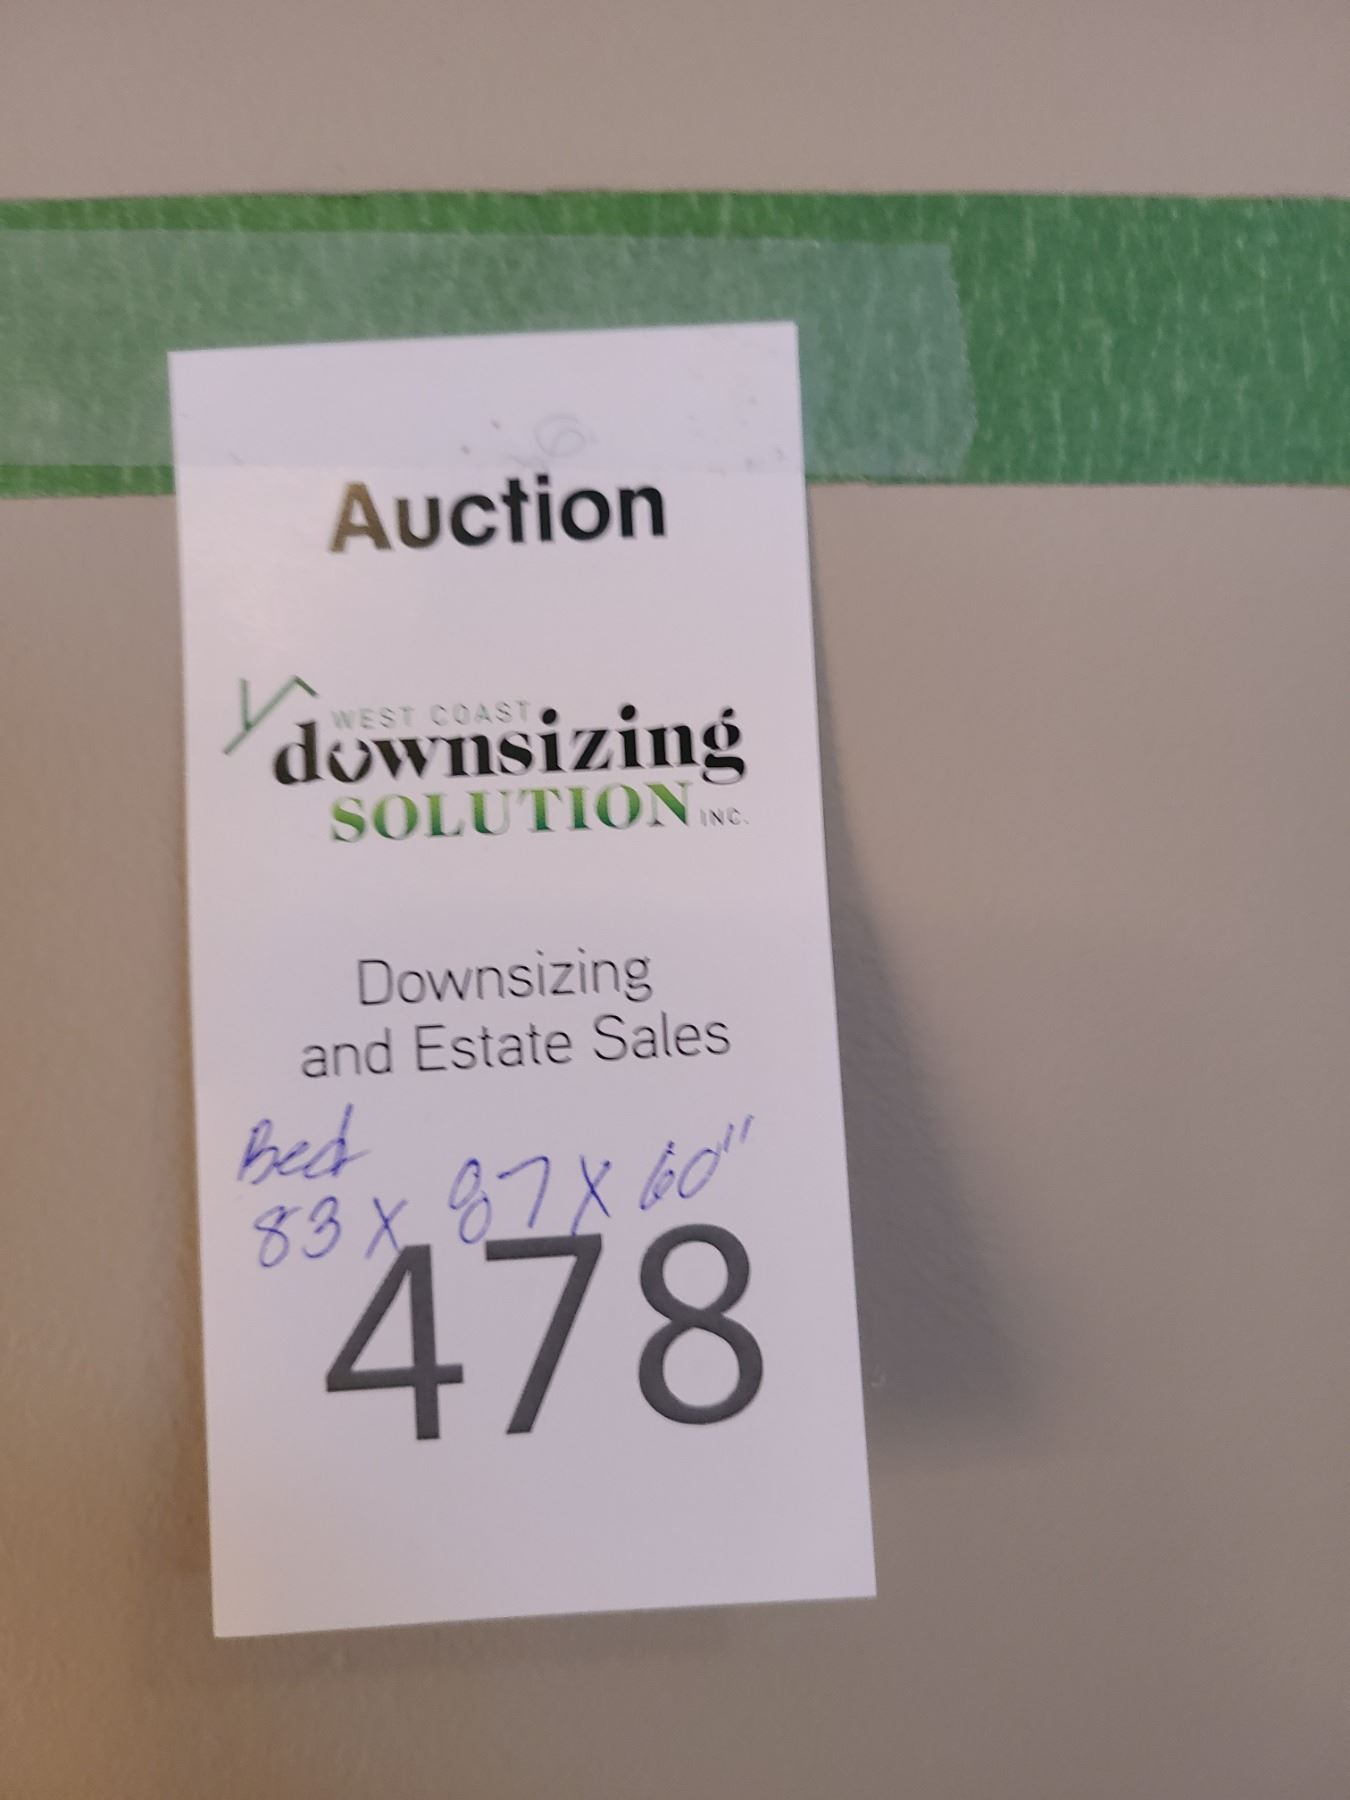 Auction
WEST COAST
downsizing
SOLUTION INC.
Downsizing
and Estate Sales
Bed
83 x 87 x 60"
478